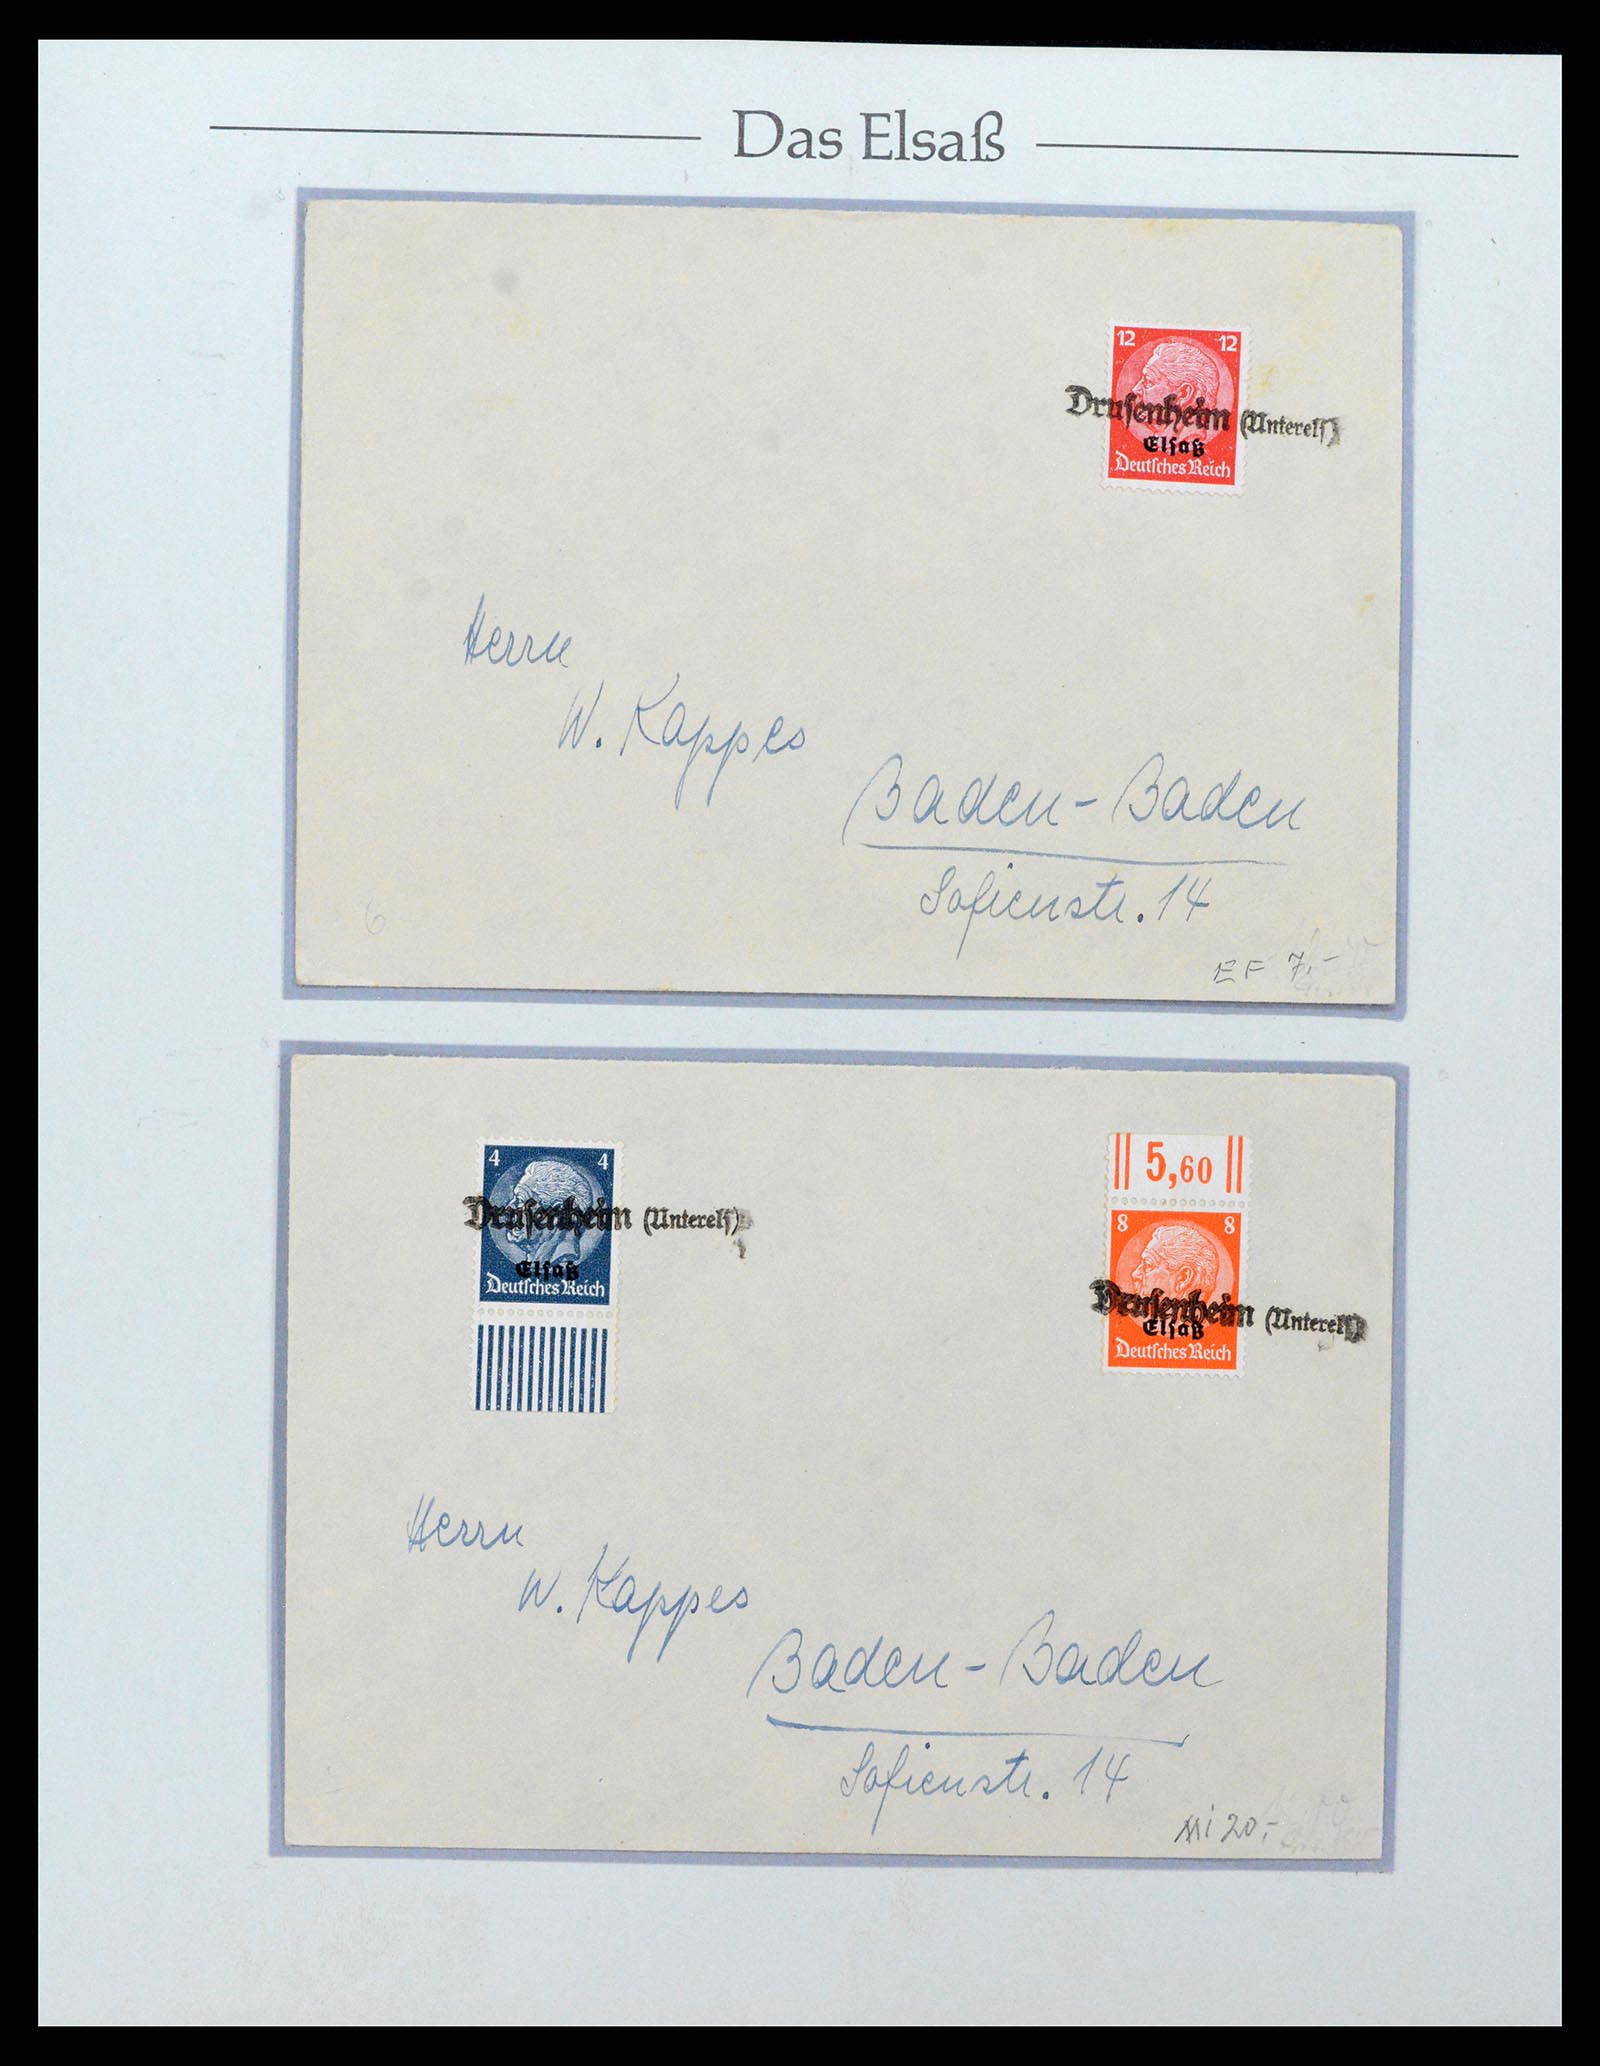 Das Elsaß
12 12
Drusenheim (Unterels)
Elsaß
Deutsches Reich
Herrn
W. Kappes
Baden-Baden
Sofienstr. 14
6
EF 7,-
4 4
Drusenheim (Unterels)
Elsaß
Deutsches Reich
5,60
8 8
Drusenheim (Unterels)
Elsaß
Deutsches Reich
Herrn
W. Kappes
Baden-Baden
Sofienstr. 14
Mi 20,-